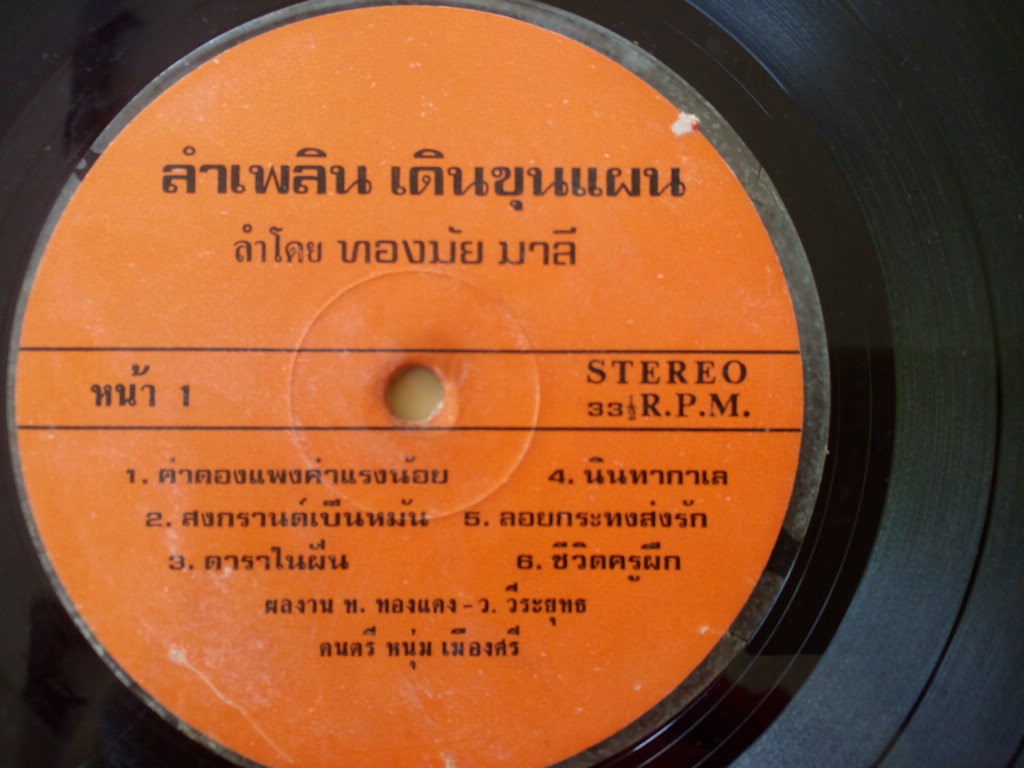 ลำเพลิน เดินขุนแผน
ลำโดย ทองมัย มาลี
หน้า 1
STEREO
33½ R.P.M.
1. ค่าดองแพงค่าแรงน้อย
2. สงกรานต์เบินหมัน
3. ดาราในฝัน
4. นินทากาเล
5. ลอยกระทงส่งรัก
6. ชีวิตครูฝึก
ผลงาน ท. ทองแดง - ว. วีระยุทธ
ดนตรี หนุ่ม เมืองศรี